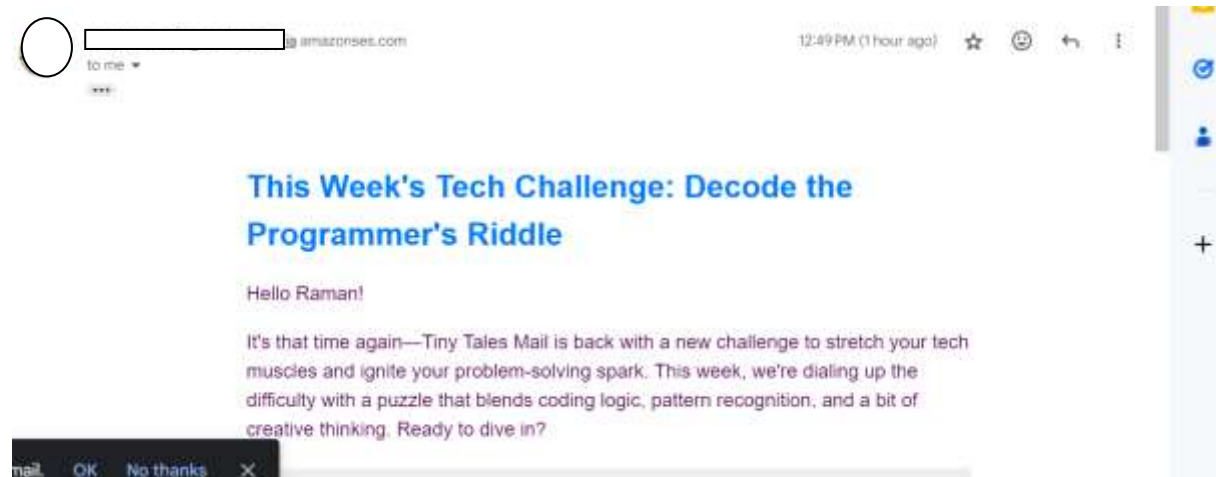 amazonses.com 12:49 PM (1 hour ago)
to me
This Week's Tech Challenge: Decode the
Programmer's Riddle
Hello Raman!
It's that time again—Tiny Tales Mail is back with a new challenge to stretch your tech
muscles and ignite your problem-solving spark. This week, we're dialing up the
difficulty with a puzzle that blends coding logic, pattern recognition, and a bit of
creative thinking. Ready to dive in?
mail. OK No thanks